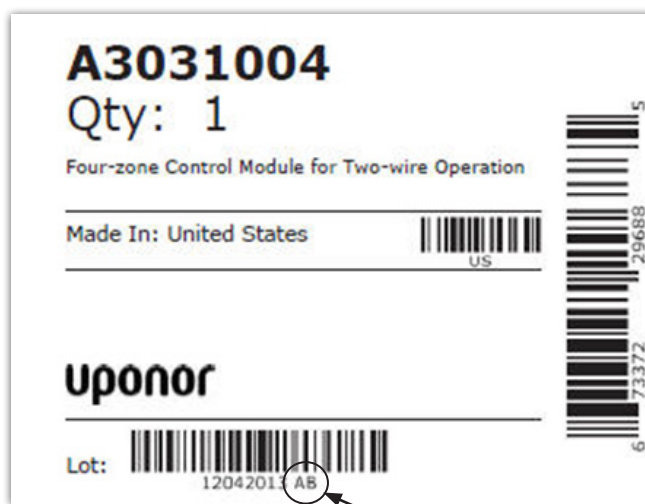 A3031004
Qty: 1
Four-zone Control Module for Two-wire Operation
Made In: United States
US
uponor
Lot:
12042013 AB
6 73372 29688 5